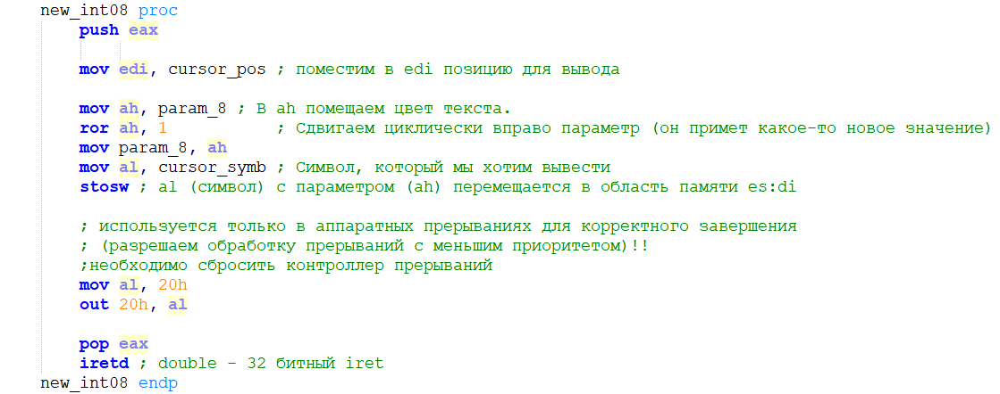 new_int08 proc
push eax
mov edi, cursor_pos ; поместим в edi позицию для вывода
mov ah, param_8 ; В ah помещаем цвет текста.
ror ah, 1 ; Сдвигаем циклически вправо параметр (он примет какое-то новое значение)
mov param_8, ah
mov al, cursor_symb ; Символ, который мы хотим вывести
stosw ; al (символ) с параметром (ah) перемещается в область памяти es:di
; используется только в аппаратных прерываниях для корректного завершения
; (разрешаем обработку прерываний с меньшим приоритетом)!!
;необходимо сбросить контроллер прерываний
mov al, 20h
out 20h, al
pop eax
iretd ; double - 32 битный iret
new_int08 endp